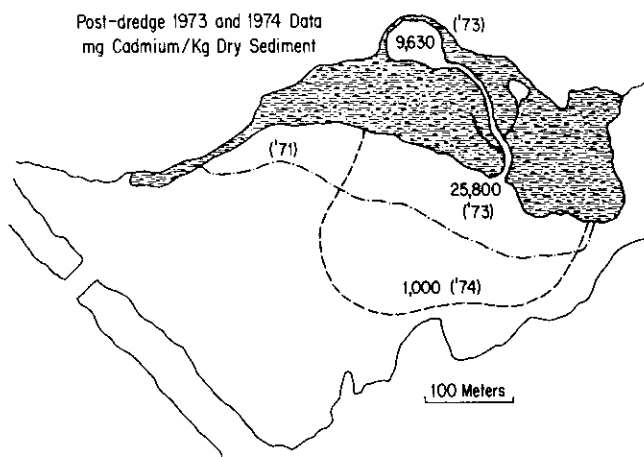 Post-dredge 1973 and 1974 Data
mg Cadmium/Kg Dry Sediment
('73)
9,630
('71)
25,800
('73)
1,000 ('74)
100 Meters